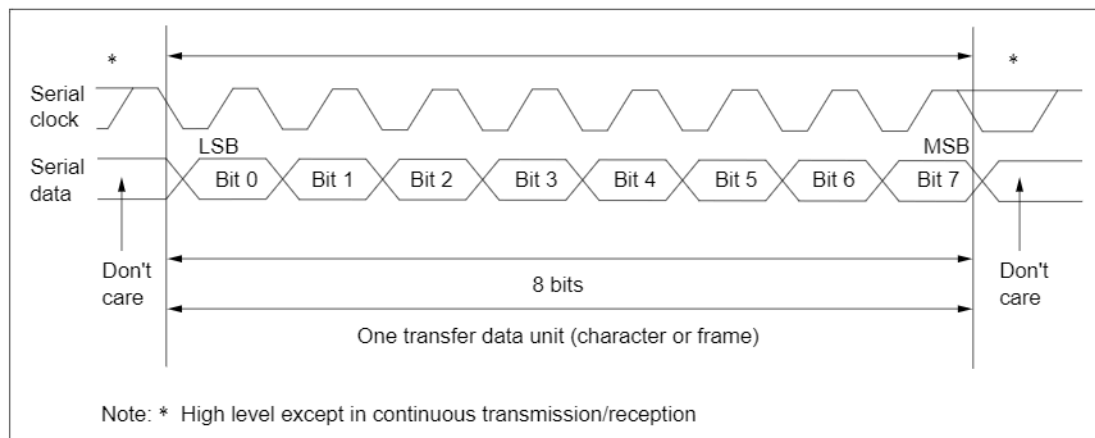 *
*
Serial
clock
LSB
MSB
Serial
data
Bit 0
Bit 1
Bit 2
Bit 3
Bit 4
Bit 5
Bit 6
Bit 7
Don't
care
8 bits
Don't
care
One transfer data unit (character or frame)
Note: * High level except in continuous transmission/reception